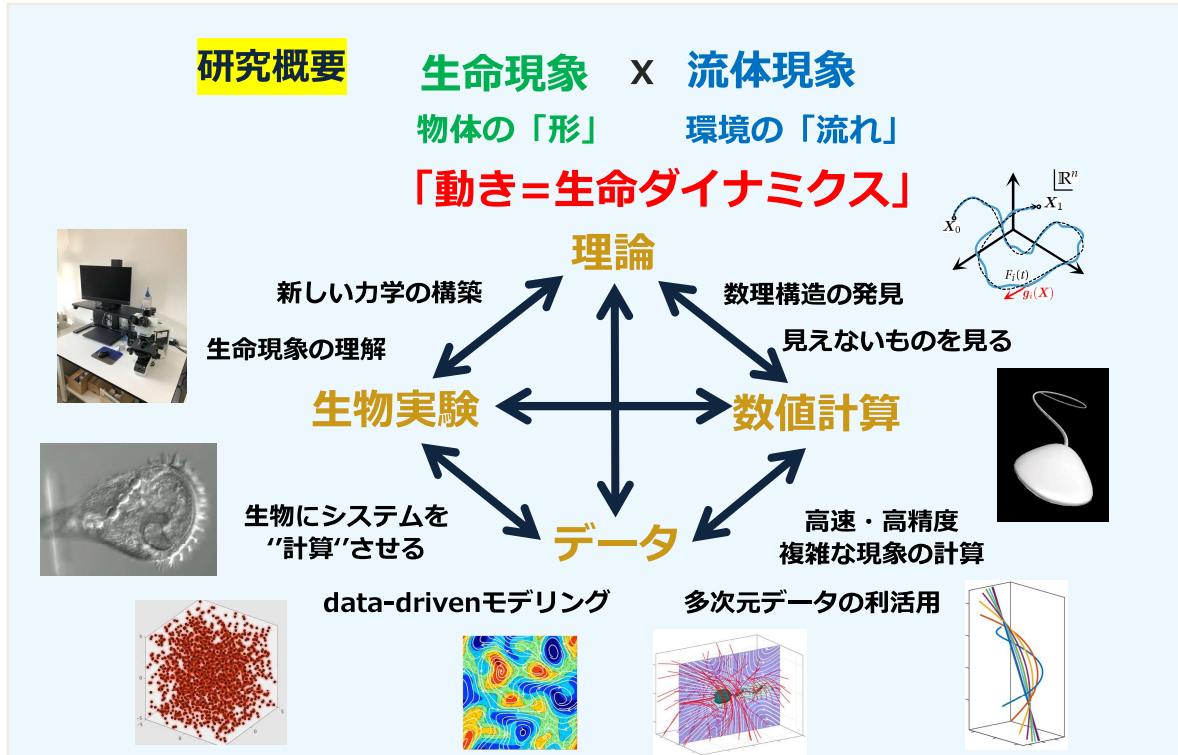 研究概要
生命現象 x 流体現象
物体の「形」 環境の「流れ」
「動き＝生命ダイナミクス」
ℝⁿ
X₀
X₁
Fᵢ(t)
gᵢ(X)
理論
新しい力学の構築
数理構造の発見
生命現象の理解
見えないものを見る
生物実験
数値計算
生物にシステムを
‘’計算‘’させる
データ
高速・高精度
複雑な現象の計算
data-drivenモデリング
多次元データの利活用